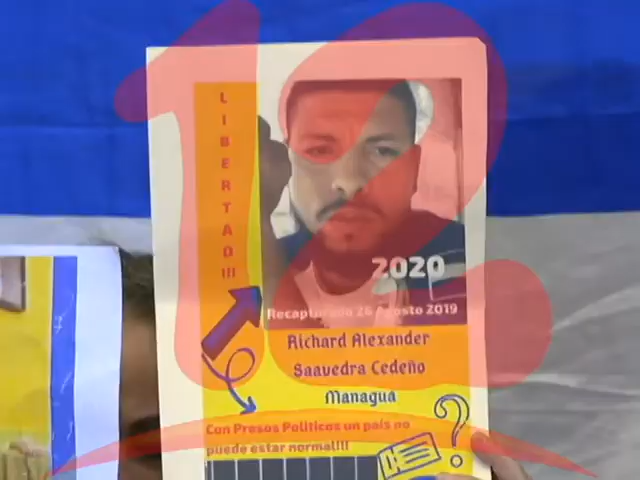 12
LIBERTAD!!!
2020
Recapturado 26 Agosto 2019
Richard Alexander
Saavedra Cedeño
Managua
Con Presos Politicos un país no
puede estar normal!!!
?